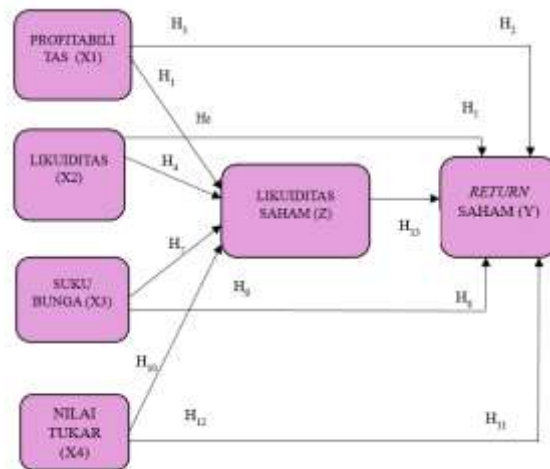 PROFITABILI
TAS (X1)
H₃
H₂
H₁
LIKUIDITAS
(X2)
H₅
H₄
LIKUIDITAS
SAHAM (Z)
RETURN
SAHAM (Y)
H₁₃
H₇
SUKU
BUNGA (X3)
H₉
H₈
H₁₀
NILAI
TUKAR
(X4)
H₁₂
H₁₁